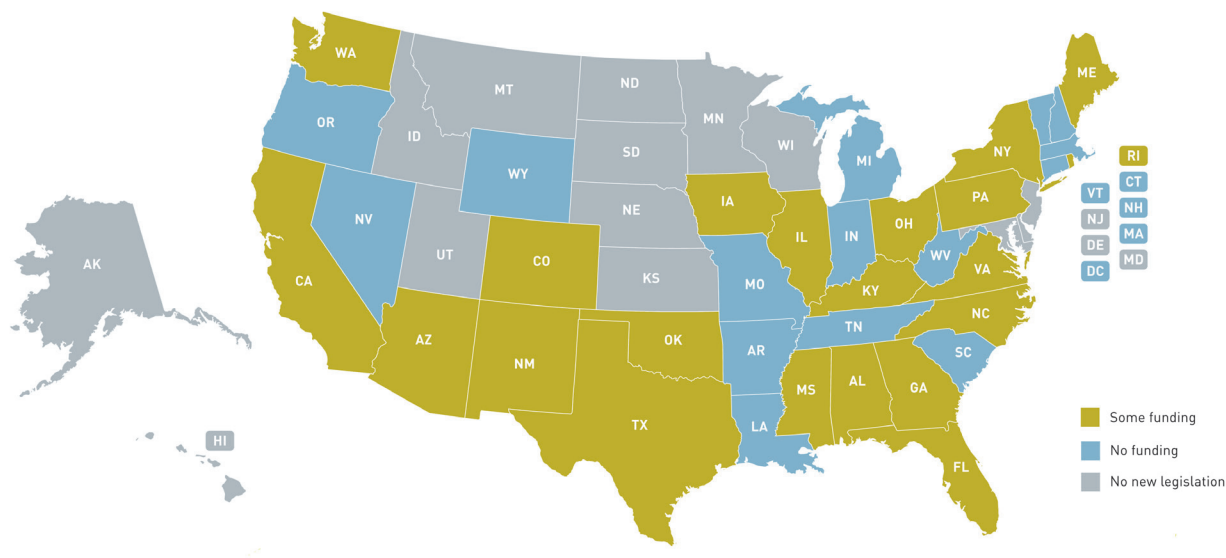 WA
ME
MT
ND
OR
MN
ID
WI
SD
NY
MI
RI
WY
CT
VT
PA
IA
NH
NE
NV
NJ
OH
IL
IN
MA
DE
UT
WV
MD
AK
CO
DC
VA
CA
KS
MO
KY
NC
TN
AZ
OK
AR
SC
NM
MS
AL
GA
Some funding
TX
LA
HI
No funding
FL
No new legislation